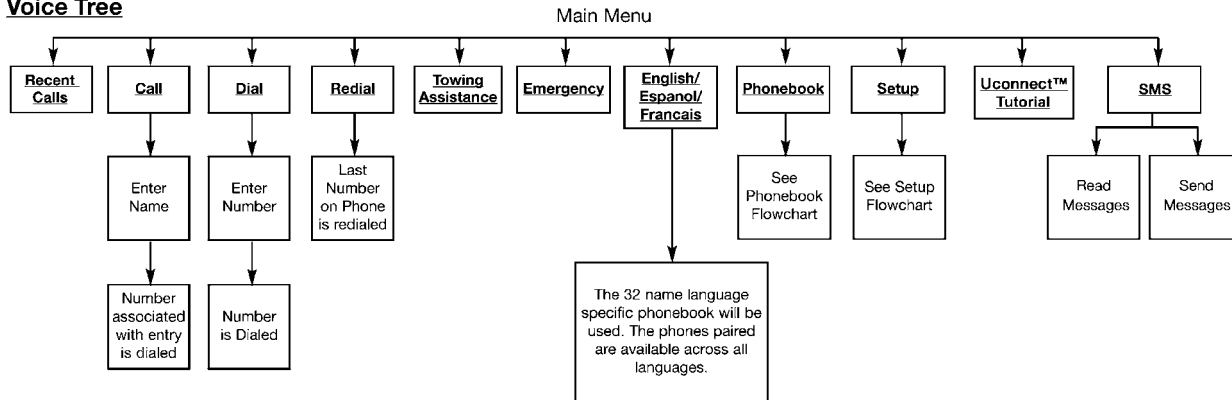 Voice Tree
Main Menu
Recent
Calls
Call
Dial
Redial
Towing
Assistance
Emergency
English/
Espanol/
Francais
Phonebook
Setup
Uconnect™
Tutorial
SMS
Enter
Name
Enter
Number
Last
Number
on Phone
is redialed
See
Phonebook
Flowchart
See Setup
Flowchart
Read
Messages
Send
Messages
Number
associated
with entry
is dialed
Number
is Dialed
The 32 name language
specific phonebook will be
used. The phones paired
are available across all
languages.